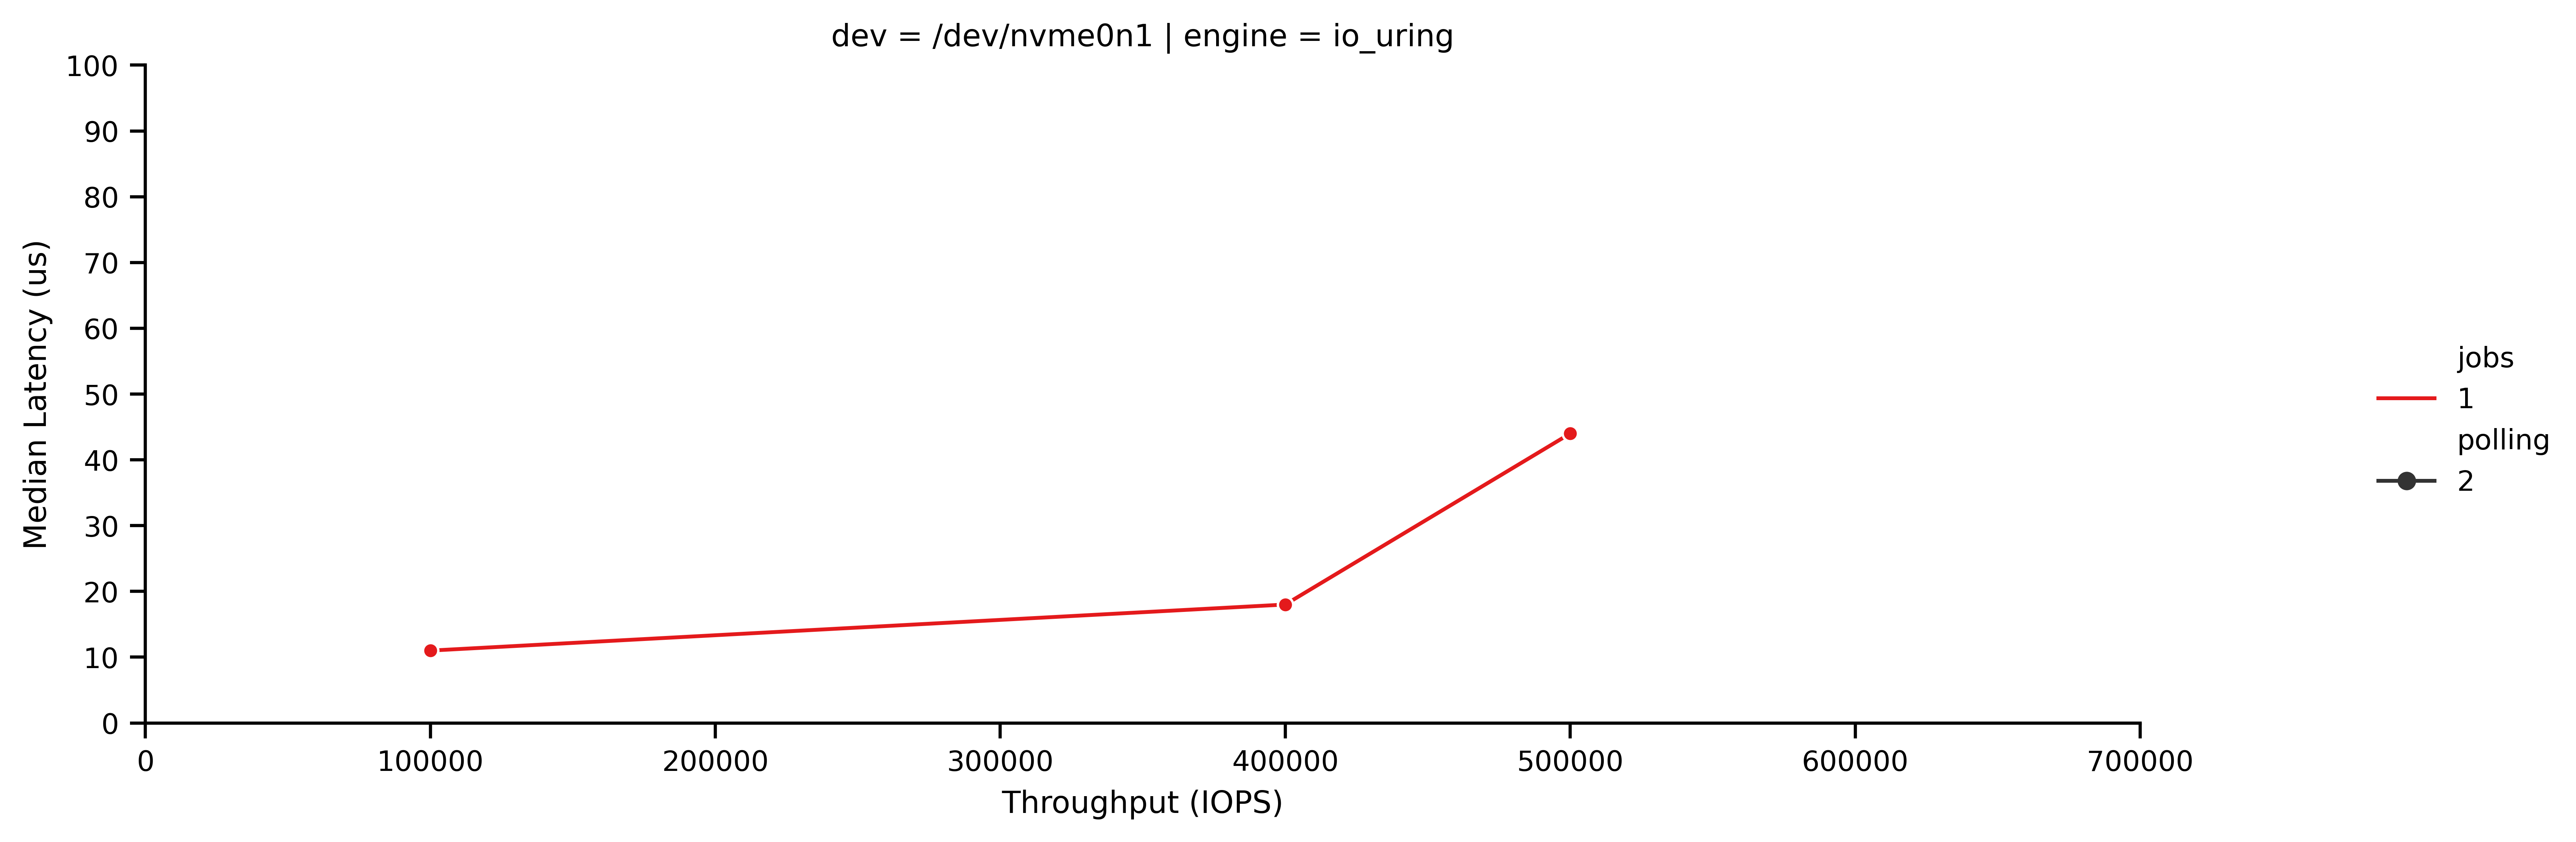 dev = /dev/nvme0n1 | engine = io_uring
100
90
80
70
60
50
40
30
20
10
0
Median Latency (us)
0 100000 200000 300000 400000 500000 600000 700000
Throughput (IOPS)
jobs
1
polling
2